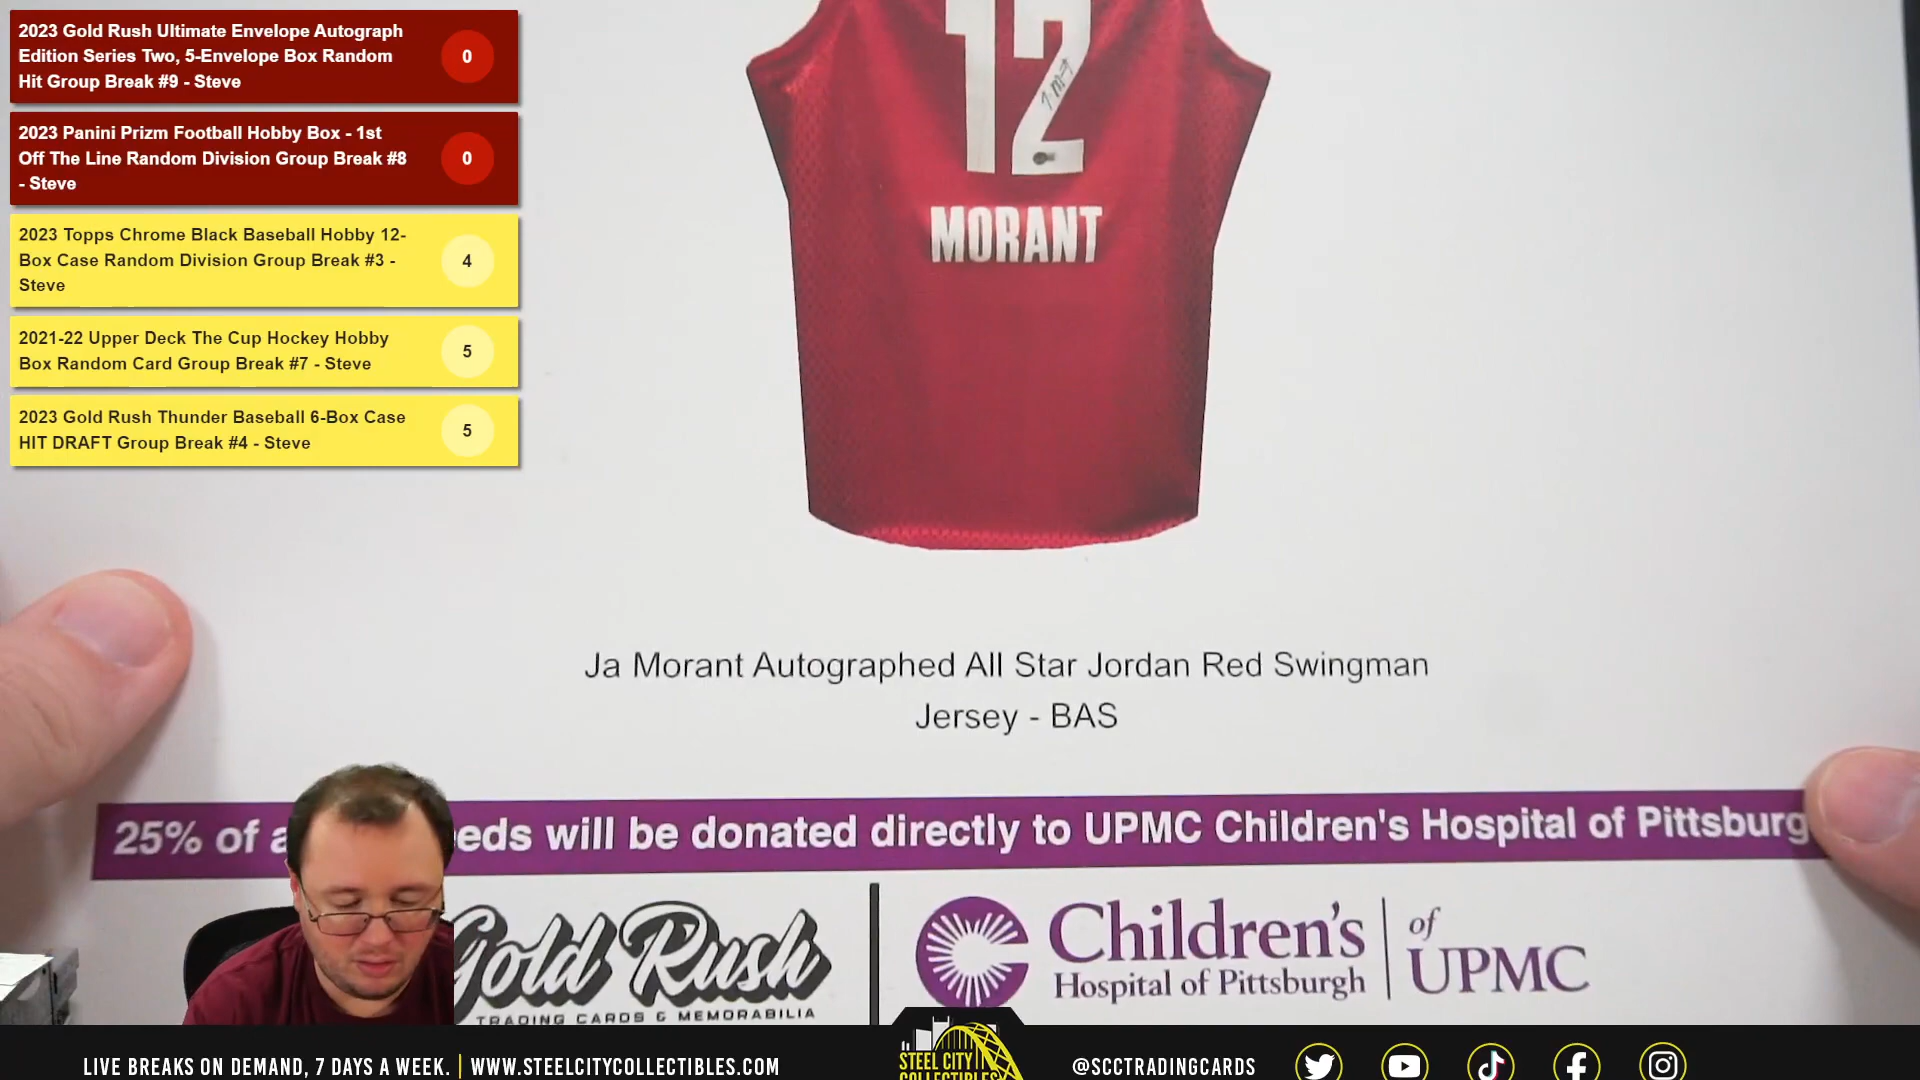 2023 Gold Rush Ultimate Envelope Autograph
Edition Series Two, 5-Envelope Box Random
Hit Group Break #9 - Steve
0
2023 Panini Prizm Football Hobby Box - 1st
Off The Line Random Division Group Break #8
- Steve
0
2023 Topps Chrome Black Baseball Hobby 12-
Box Case Random Division Group Break #3 -
Steve
4
2021-22 Upper Deck The Cup Hockey Hobby
Box Random Card Group Break #7 - Steve
5
2023 Gold Rush Thunder Baseball 6-Box Case
HIT DRAFT Group Break #4 - Steve
5
12
MORANT
Ja Morant Autographed All Star Jordan Red Swingman
Jersey - BAS
25% of will be donated directly to UPMC Children's Hospital of
Gold Rush
TRADING CARDS & MEMORABILIA
Children's
Hospital of Pittsburgh
of
UPMC
LIVE BREAKS ON DEMAND, 7 DAYS A WEEK. | WWW.STEELCITYCOLLECTIBLES.COM
STEEL CITY
COLLECTIBLES
@SCCTRADINGCARDS